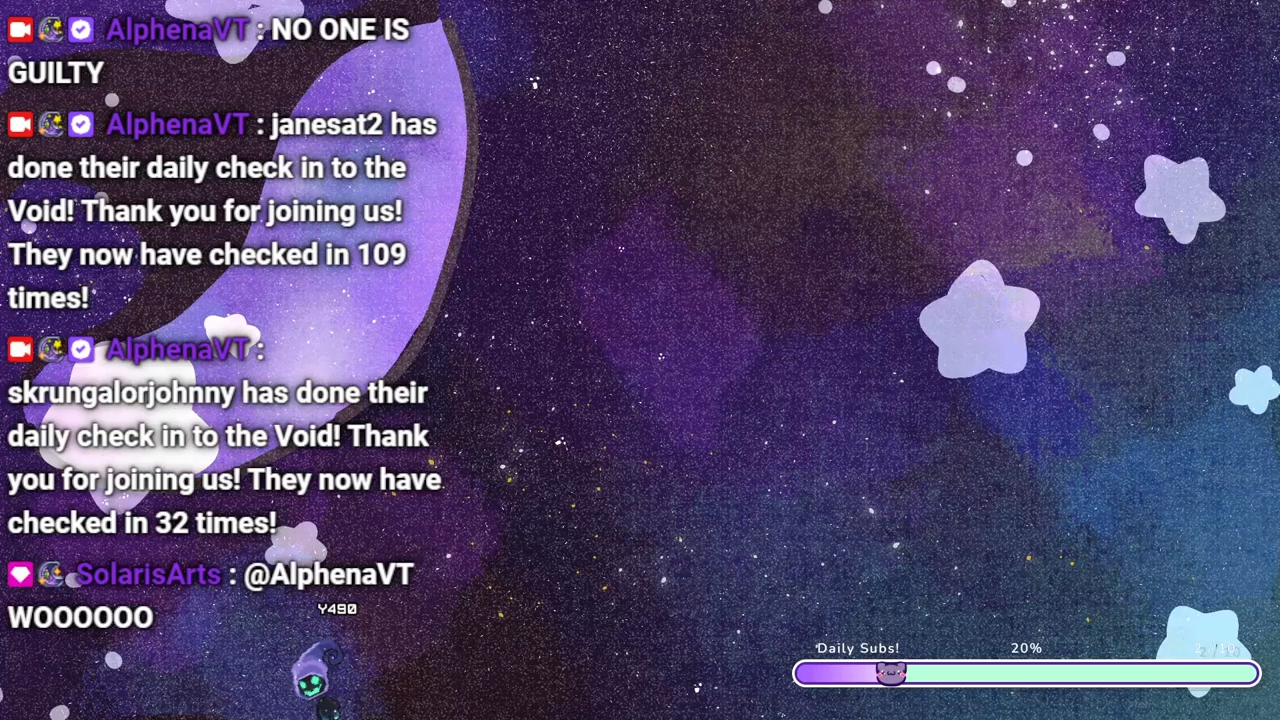 AlphenaVT : NO ONE IS
GUILTY
AlphenaVT : janesat2 has
done their daily check in to the
Void! Thank you for joining us!
They now have checked in 109
times!
AlphenaVT :
skrungalorjohnny has done their
daily check in to the Void! Thank
you for joining us! They now have
checked in 32 times!
SolarisArts : @AlphenaVT
WOOOOOO
Y490
Daily Subs! 20% 2 /10